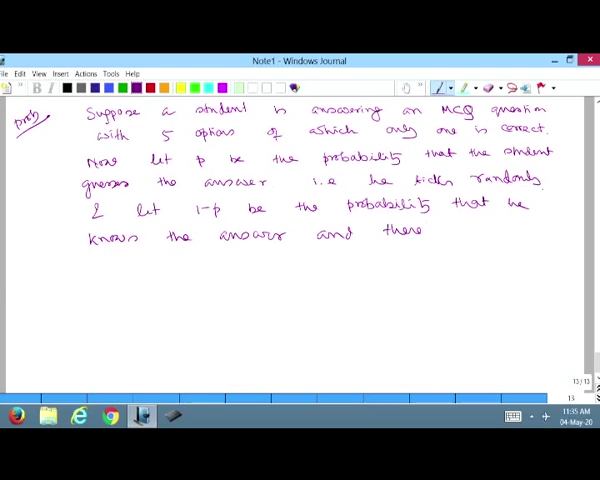 Note1 - Windows Journal
File Edit View Insert Actions Tools Help
prob
Suppose a student is answering an MCQ question
with 5 options of which only one is correct.
Now let p be the probability that the student
guesses the answer i.e he ticks randomly
& let 1-p be the probability that he
knows the answer and there
13 / 13
13
11:35 AM
04-May-20